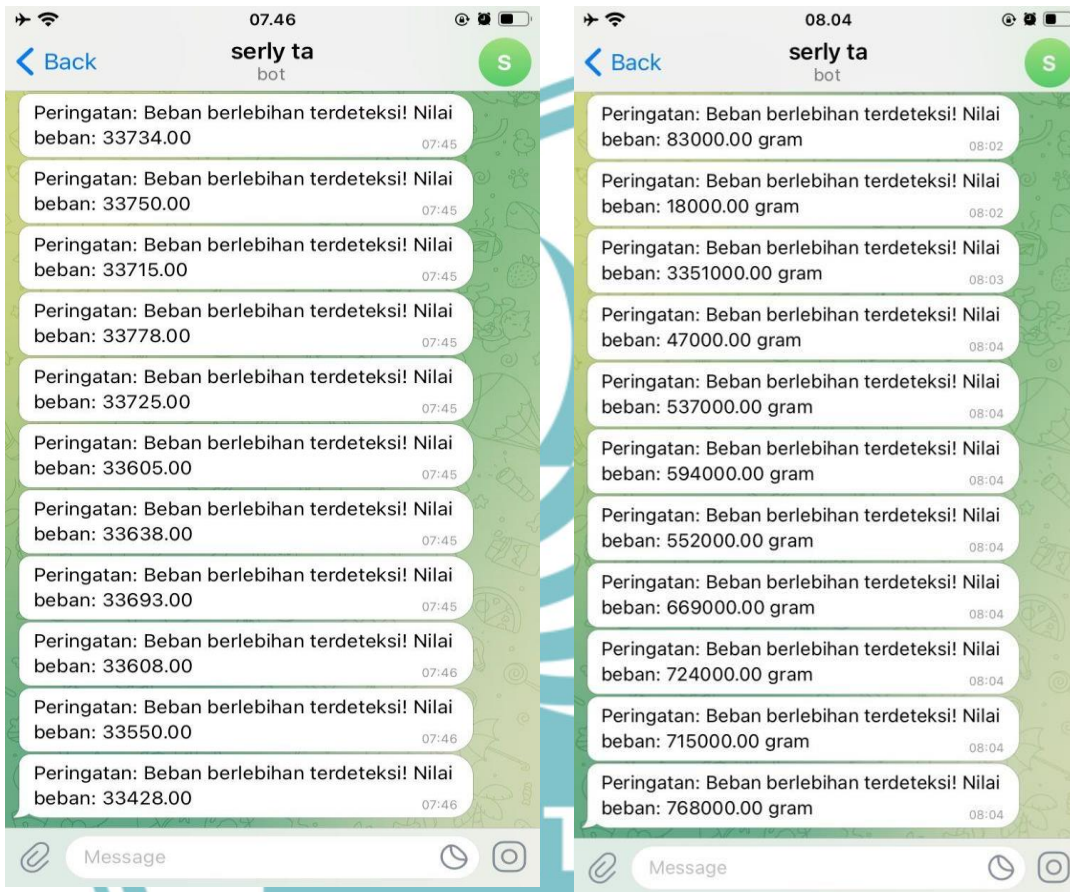 07.46
Back
serly ta
bot
S
Peringatan: Beban berlebihan terdeteksi! Nilai
beban: 33734.00
07:45
Peringatan: Beban berlebihan terdeteksi! Nilai
beban: 33750.00
07:45
Peringatan: Beban berlebihan terdeteksi! Nilai
beban: 33715.00
07:45
Peringatan: Beban berlebihan terdeteksi! Nilai
beban: 33778.00
07:45
Peringatan: Beban berlebihan terdeteksi! Nilai
beban: 33725.00
07:45
Peringatan: Beban berlebihan terdeteksi! Nilai
beban: 33605.00
07:45
Peringatan: Beban berlebihan terdeteksi! Nilai
beban: 33638.00
07:45
Peringatan: Beban berlebihan terdeteksi! Nilai
beban: 33693.00
07:45
Peringatan: Beban berlebihan terdeteksi! Nilai
beban: 33608.00
07:46
Peringatan: Beban berlebihan terdeteksi! Nilai
beban: 33550.00
07:46
Peringatan: Beban berlebihan terdeteksi! Nilai
beban: 33428.00
07:46
Message
08.04
Back
serly ta
bot
S
Peringatan: Beban berlebihan terdeteksi! Nilai
beban: 83000.00 gram
08:02
Peringatan: Beban berlebihan terdeteksi! Nilai
beban: 18000.00 gram
08:02
Peringatan: Beban berlebihan terdeteksi! Nilai
beban: 3351000.00 gram
08:03
Peringatan: Beban berlebihan terdeteksi! Nilai
beban: 47000.00 gram
08:04
Peringatan: Beban berlebihan terdeteksi! Nilai
beban: 537000.00 gram
08:04
Peringatan: Beban berlebihan terdeteksi! Nilai
beban: 594000.00 gram
08:04
Peringatan: Beban berlebihan terdeteksi! Nilai
beban: 552000.00 gram
08:04
Peringatan: Beban berlebihan terdeteksi! Nilai
beban: 669000.00 gram
08:04
Peringatan: Beban berlebihan terdeteksi! Nilai
beban: 724000.00 gram
08:04
Peringatan: Beban berlebihan terdeteksi! Nilai
beban: 715000.00 gram
08:04
Peringatan: Beban berlebihan terdeteksi! Nilai
beban: 768000.00 gram
08:04
Message